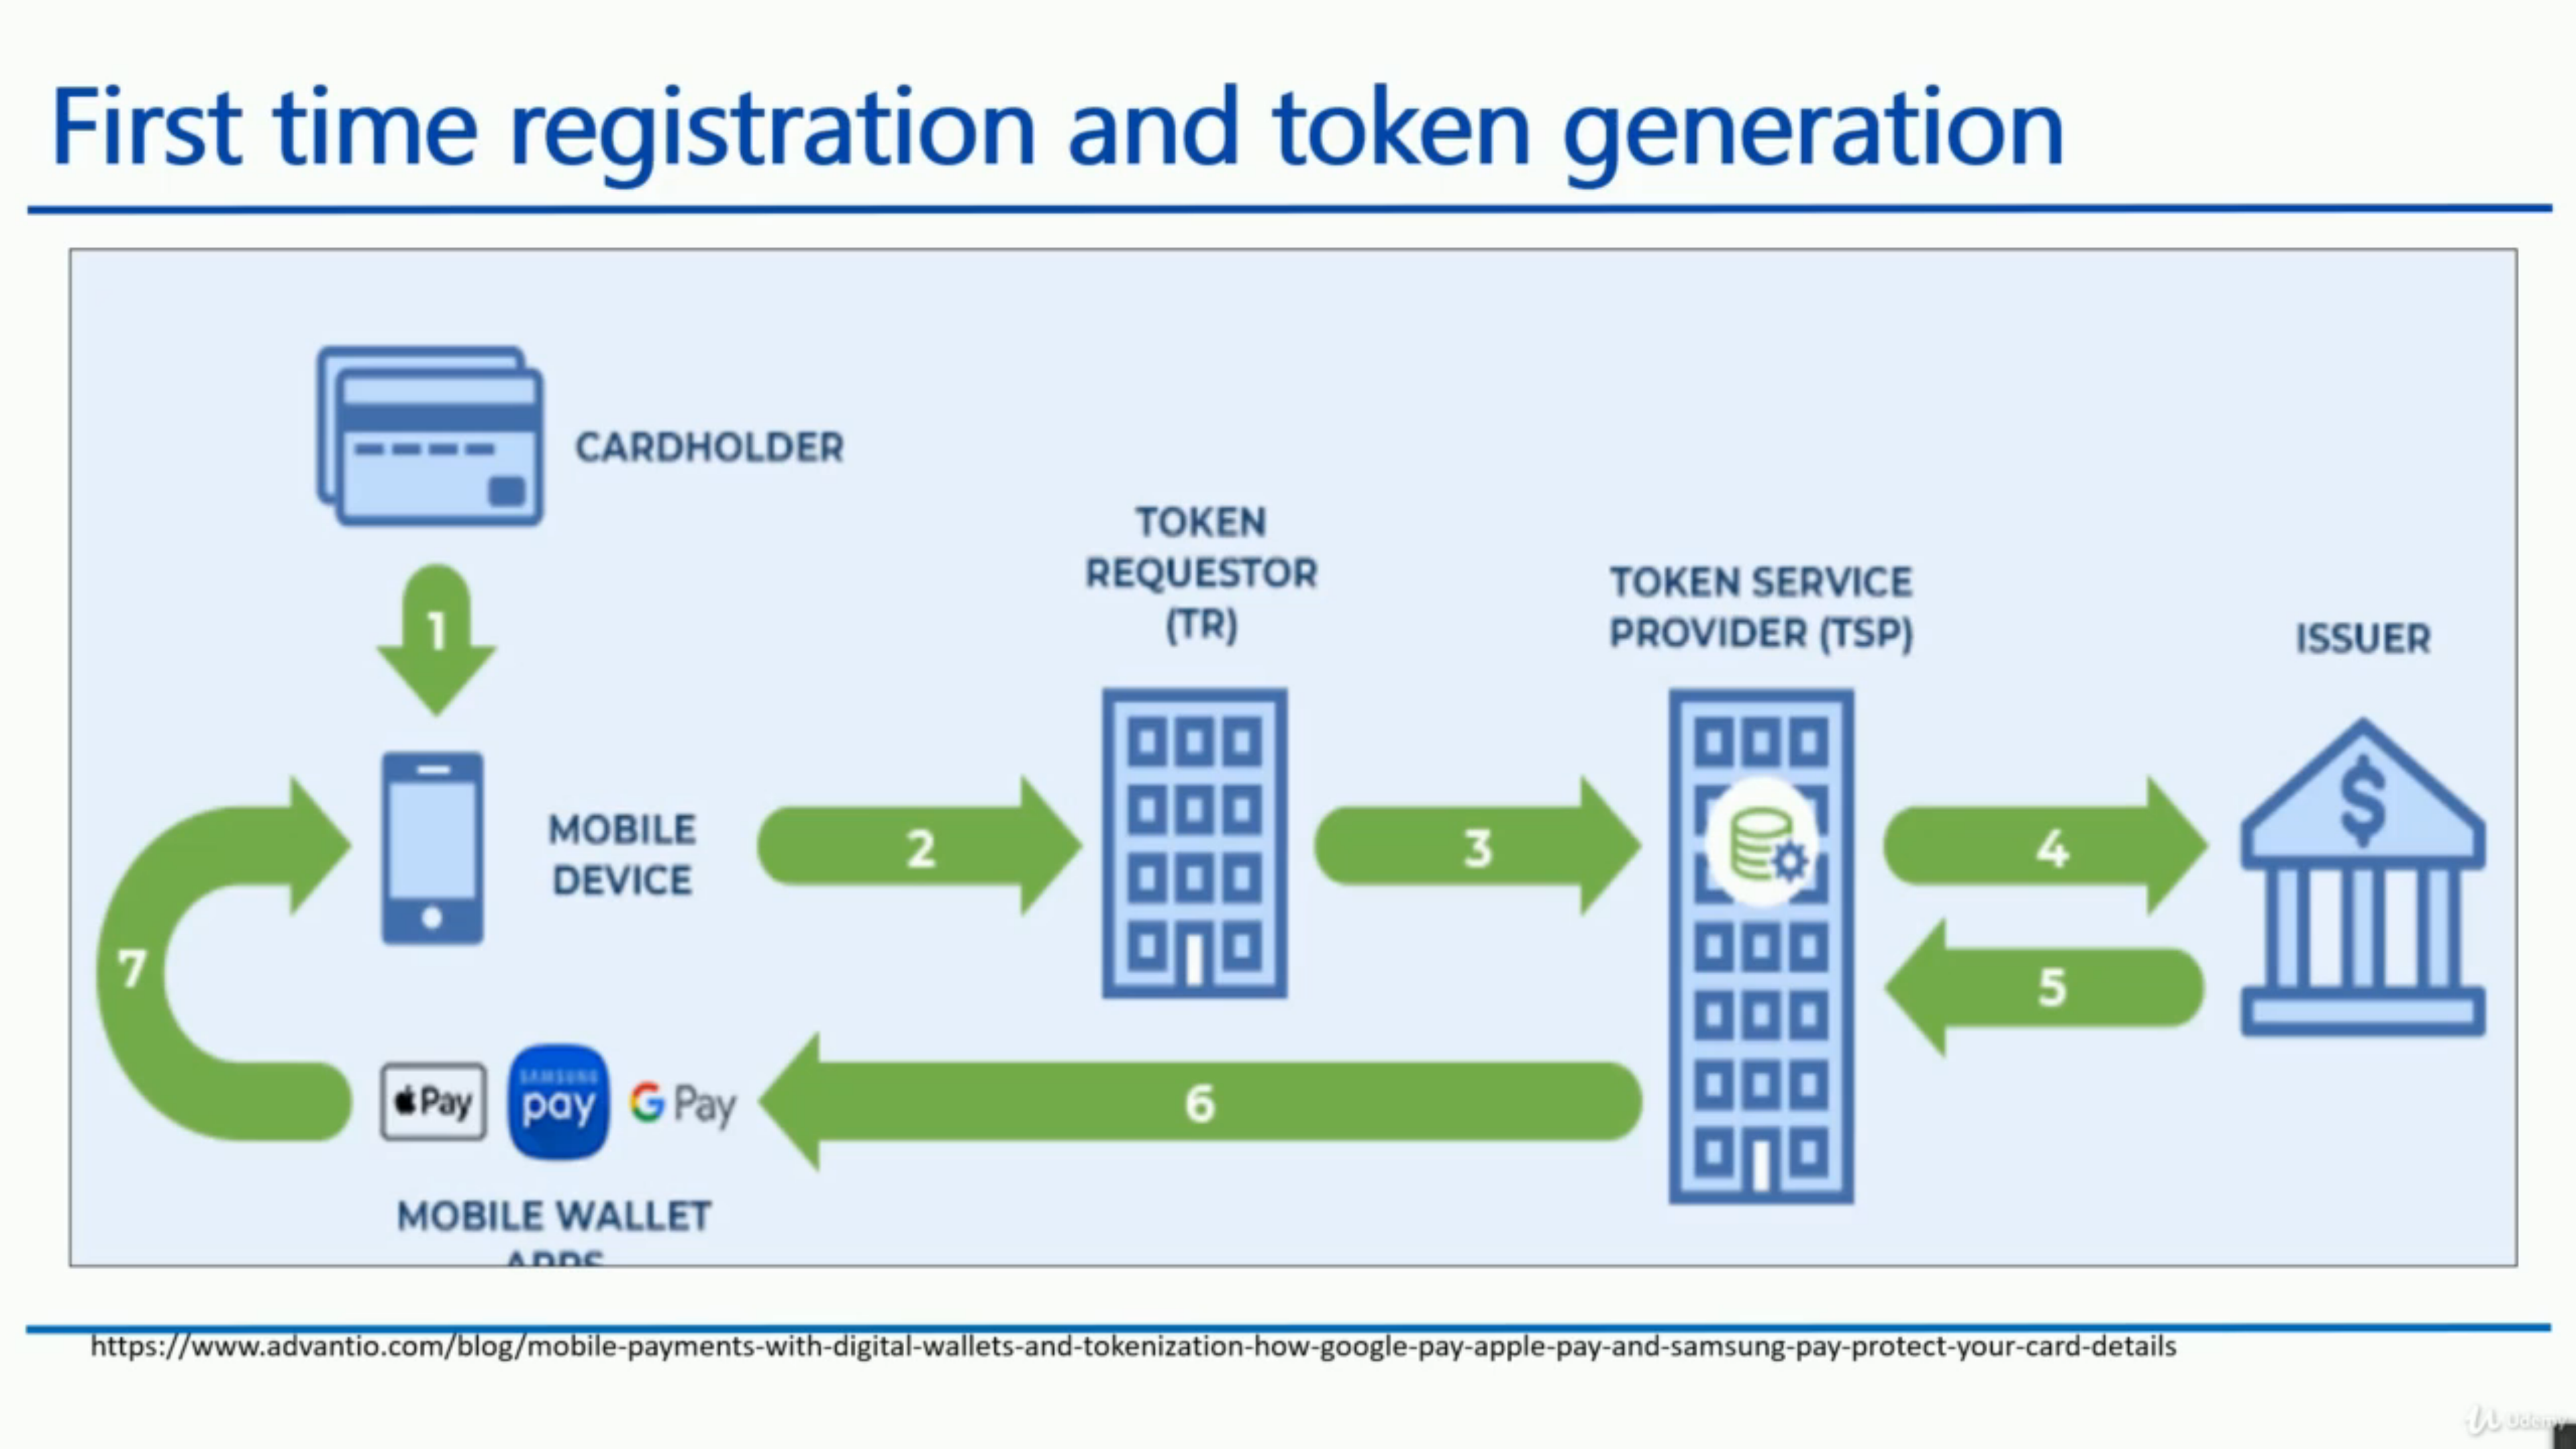 First time registration and token generation
CARDHOLDER
1
TOKEN
REQUESTOR
(TR)
TOKEN SERVICE
PROVIDER (TSP)
ISSUER
$
MOBILE
DEVICE
2
3
4
5
7
Pay
SAMSUNG
pay
G Pay
6
MOBILE WALLET
APPS
https://www.advantio.com/blog/mobile-payments-with-digital-wallets-and-tokenization-how-google-pay-apple-pay-and-samsung-pay-protect-your-card-details
Udemy